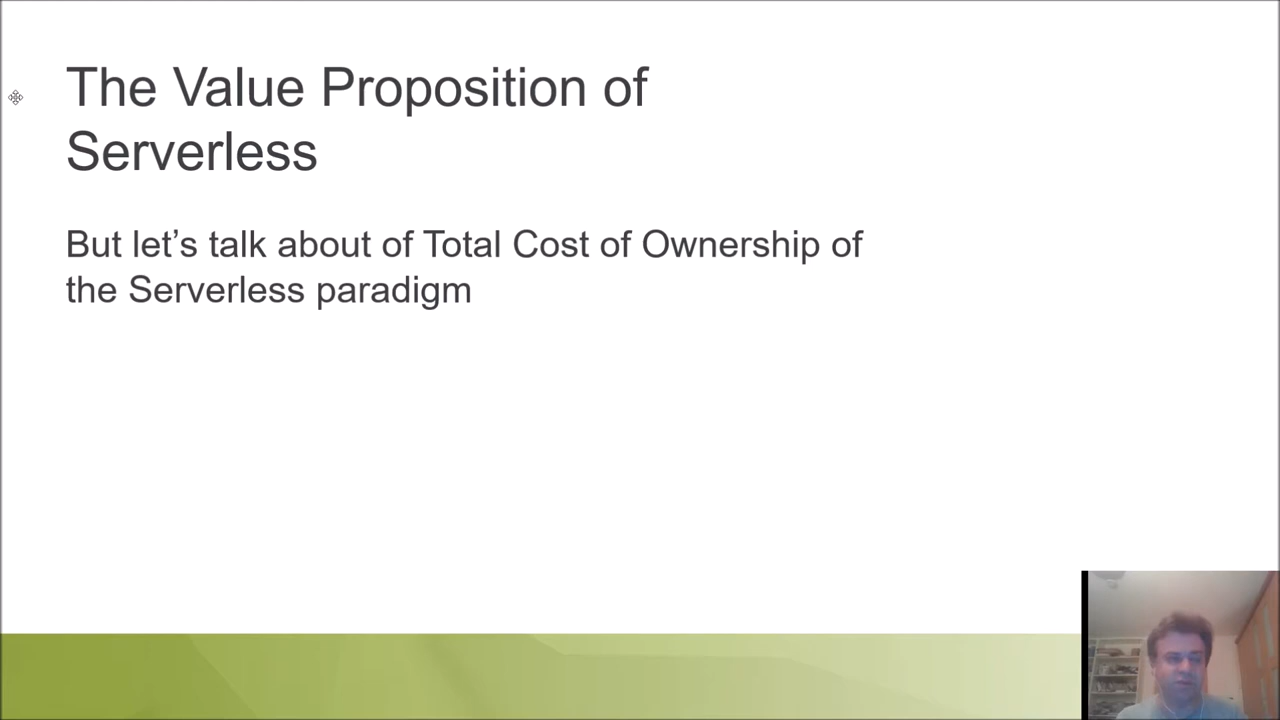 The Value Proposition of
Serverless
But let’s talk about of Total Cost of Ownership of
the Serverless paradigm